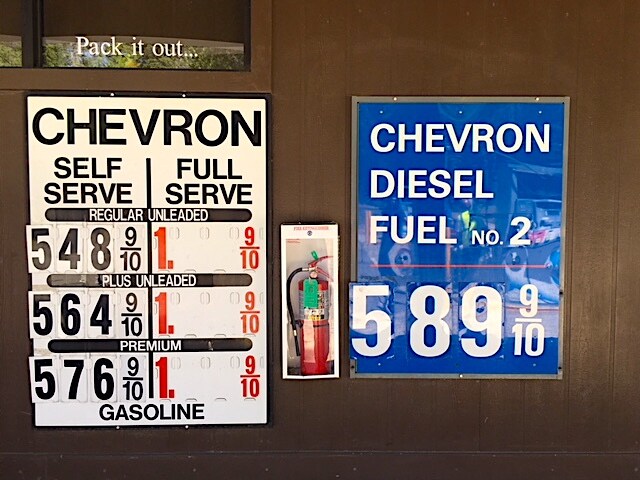 Pack it out...
CHEVRON
SELF SERVE
FULL SERVE
REGULAR UNLEADED
548 9/10 1. 9/10
PLUS UNLEADED
564 9/10 1. 9/10
PREMIUM
576 9/10 1. 9/10
GASOLINE
FIRE EXTINGUISHER
CHEVRON
DIESEL
FUEL NO. 2
589 9/10